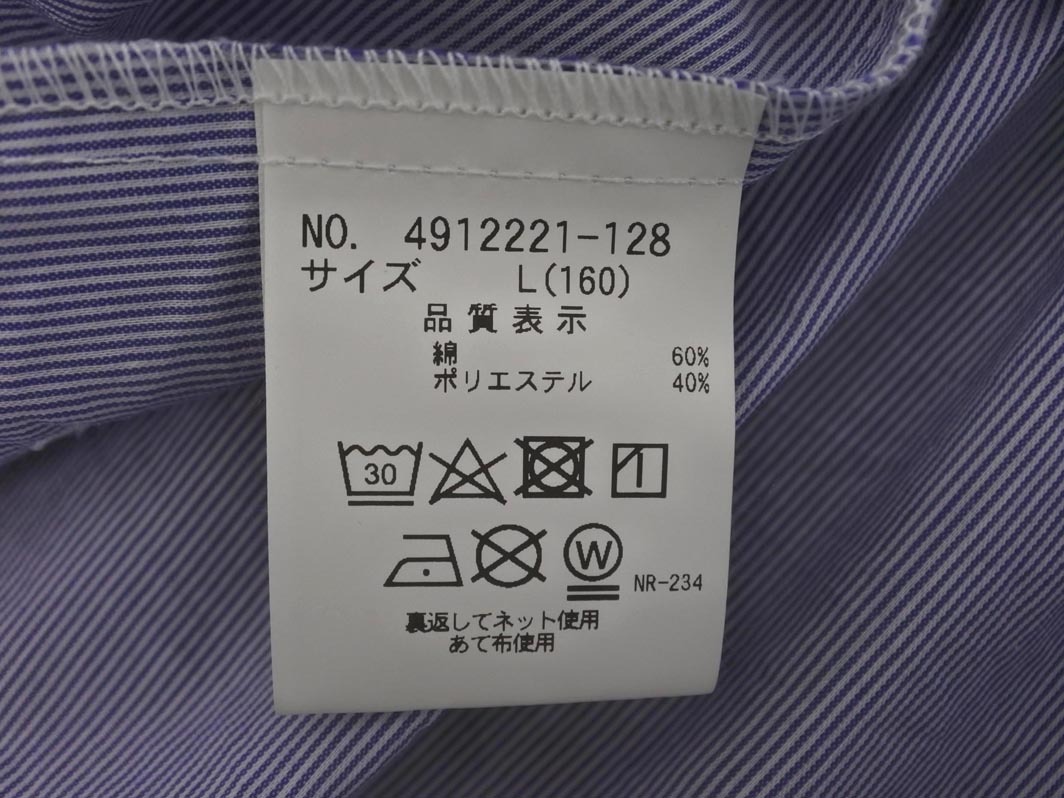 NO. 4912221-128
サイズ L(160)
品質表示
綿 60%
ポリエステル 40%
30
W
NR-234
裏返してネット使用
あて布使用